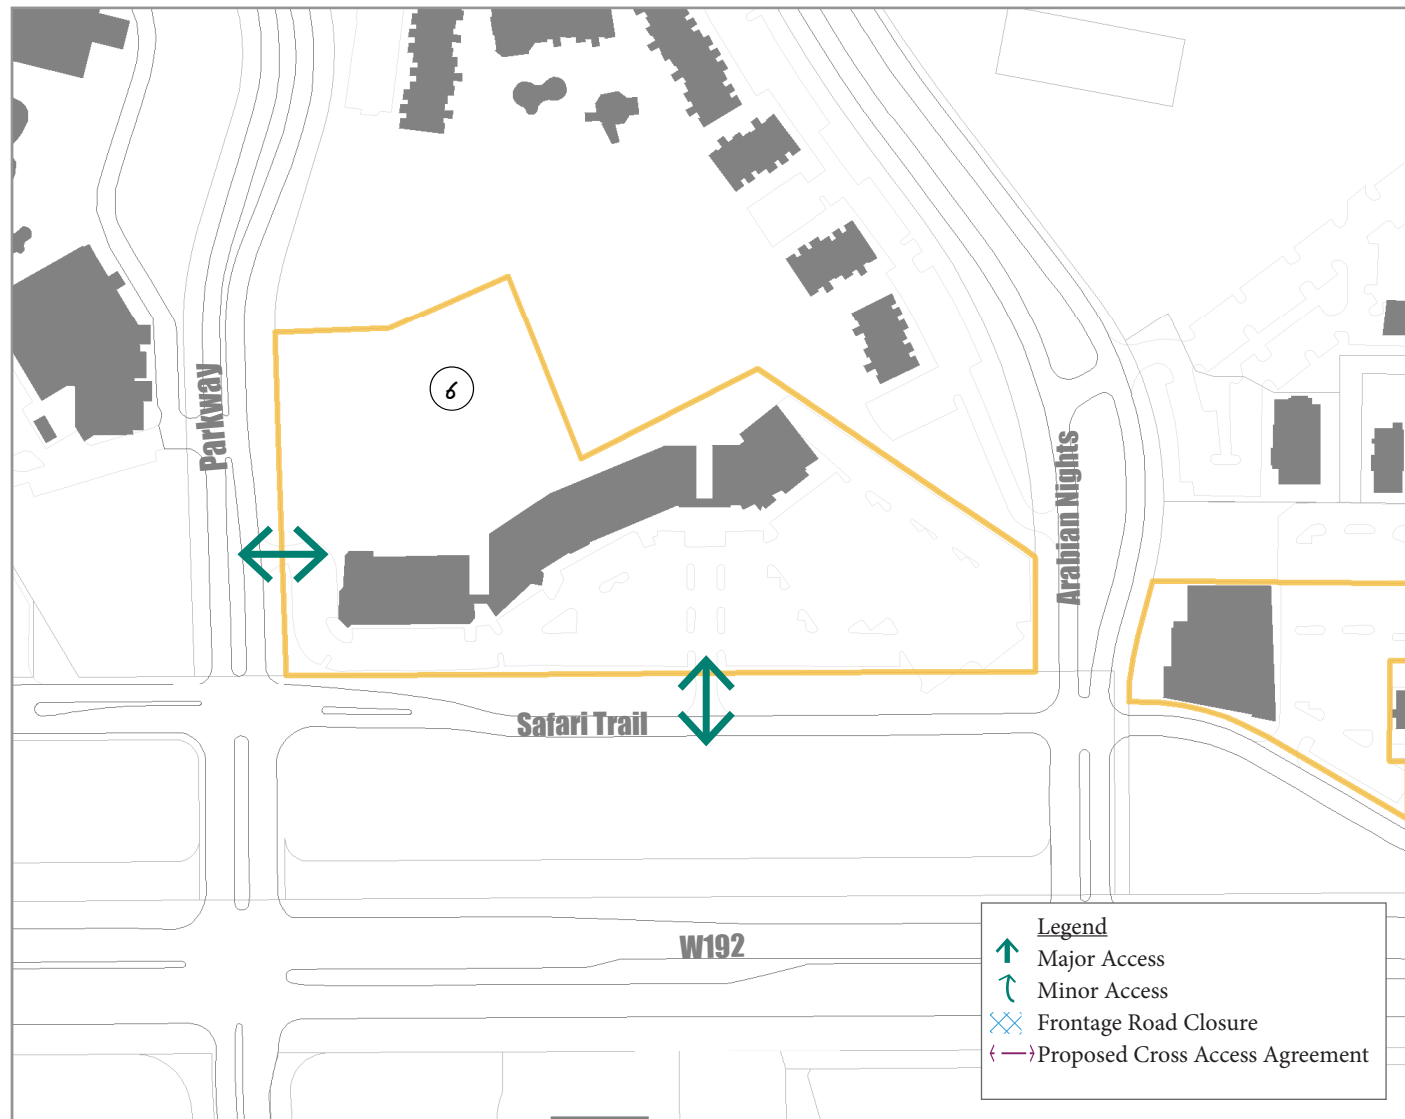 6
Parkway
Arabian Nights
Safari Trail
W192
Legend
Major Access
Minor Access
Frontage Road Closure
Proposed Cross Access Agreement